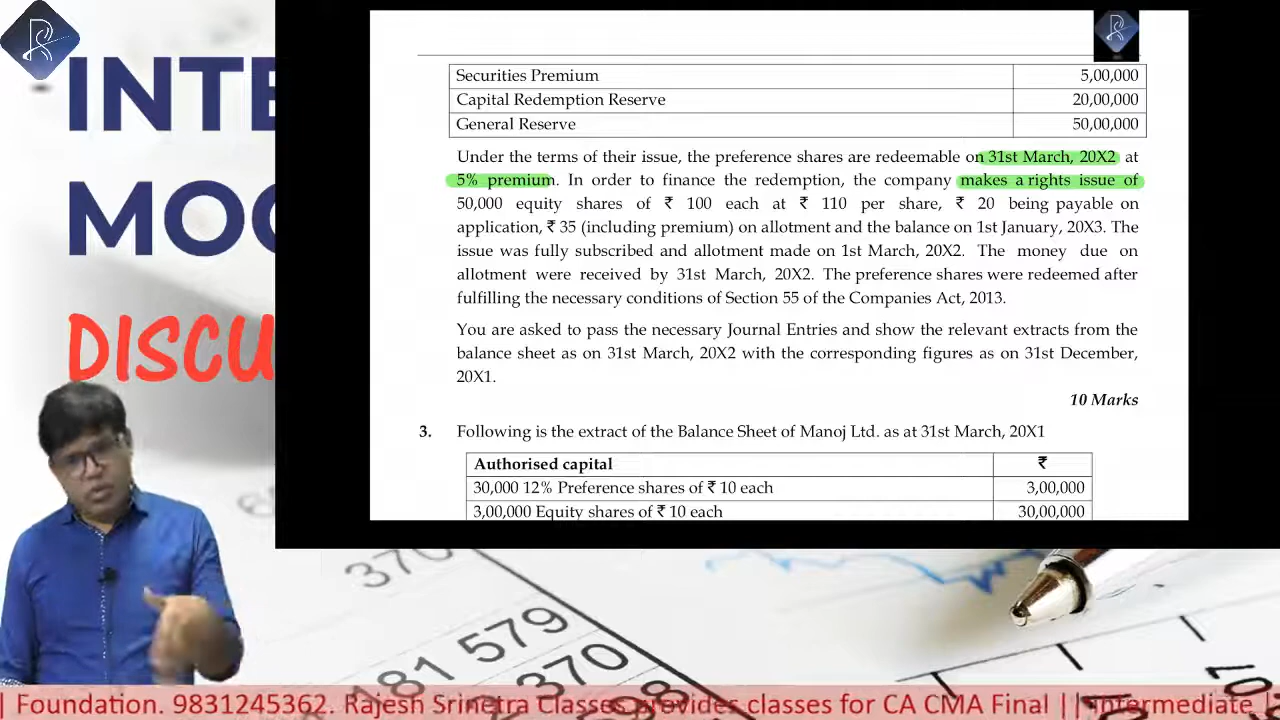 INTE
MOC
DISCU
Securities Premium 5,00,000
Capital Redemption Reserve 20,00,000
General Reserve 50,00,000
Under the terms of their issue, the preference shares are redeemable on 31st March, 20X2 at
5% premium. In order to finance the redemption, the company makes a rights issue of
50,000 equity shares of ₹ 100 each at ₹ 110 per share, ₹ 20 being payable on
application, ₹ 35 (including premium) on allotment and the balance on 1st January, 20X3. The
issue was fully subscribed and allotment made on 1st March, 20X2. The money due on
allotment were received by 31st March, 20X2. The preference shares were redeemed after
fulfilling the necessary conditions of Section 55 of the Companies Act, 2013.
You are asked to pass the necessary Journal Entries and show the relevant extracts from the
balance sheet as on 31st March, 20X2 with the corresponding figures as on 31st December,
20X1.
10 Marks
3. Following is the extract of the Balance Sheet of Manoj Ltd. as at 31st March, 20X1
Authorised capital ₹
30,000 12% Preference shares of ₹ 10 each 3,00,000
3,00,000 Equity shares of ₹ 10 each 30,00,000
370
579
181
370
| Foundation. 9831245362. Rajesh Srinetra Classes provides classes for CA CMA Final || Intermediate |